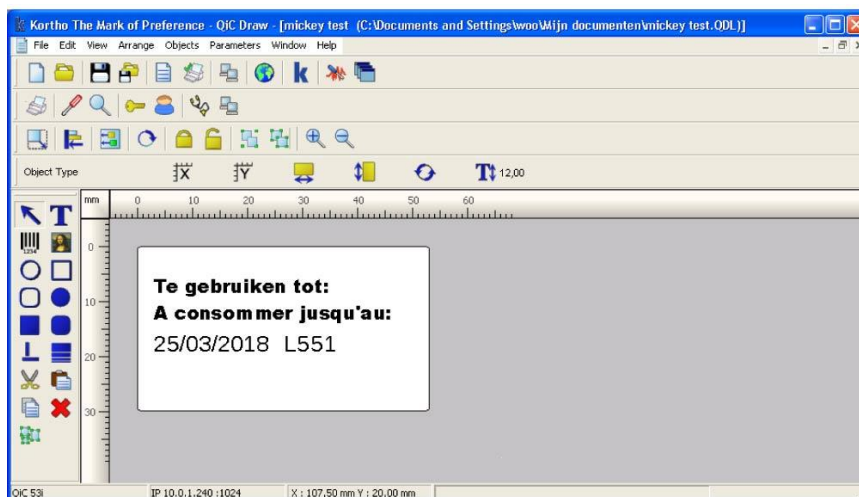 Kortho The Mark of Preference - QiC Draw - [mickey test (C:\Documents and Settings\woo\Mijn documenten\mickey test.QDL)]
File Edit View Arrange Objects Parameters Window Help
k
Object Type X Y T 12,00
mm 0 10 20 30 40 50 60
T
1234
0
10
20
30
Te gebruiken tot:
A consommer jusqu'au:
25/03/2018 L551
QiC 53i IP 10.0.1.240 :1024 X : 107.50 mm Y : 20.00 mm